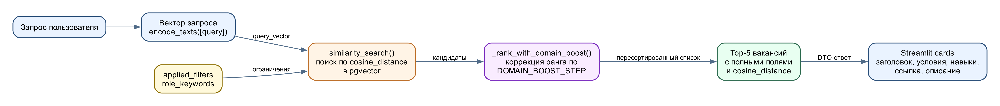 Запрос пользователя
Вектор запроса
encode_texts([query])
query_vector
applied_filters
role_keywords
ограничения
similarity_search()
поиск по cosine_distance
в pgvector
кандидаты
_rank_with_domain_boost()
коррекция ранга по
DOMAIN_BOOST_STEP
пересортированный список
Top-5 вакансий
с полными полями
и cosine_distance
DTO-ответ
Streamlit cards
заголовок, условия, навыки,
ссылка, описание